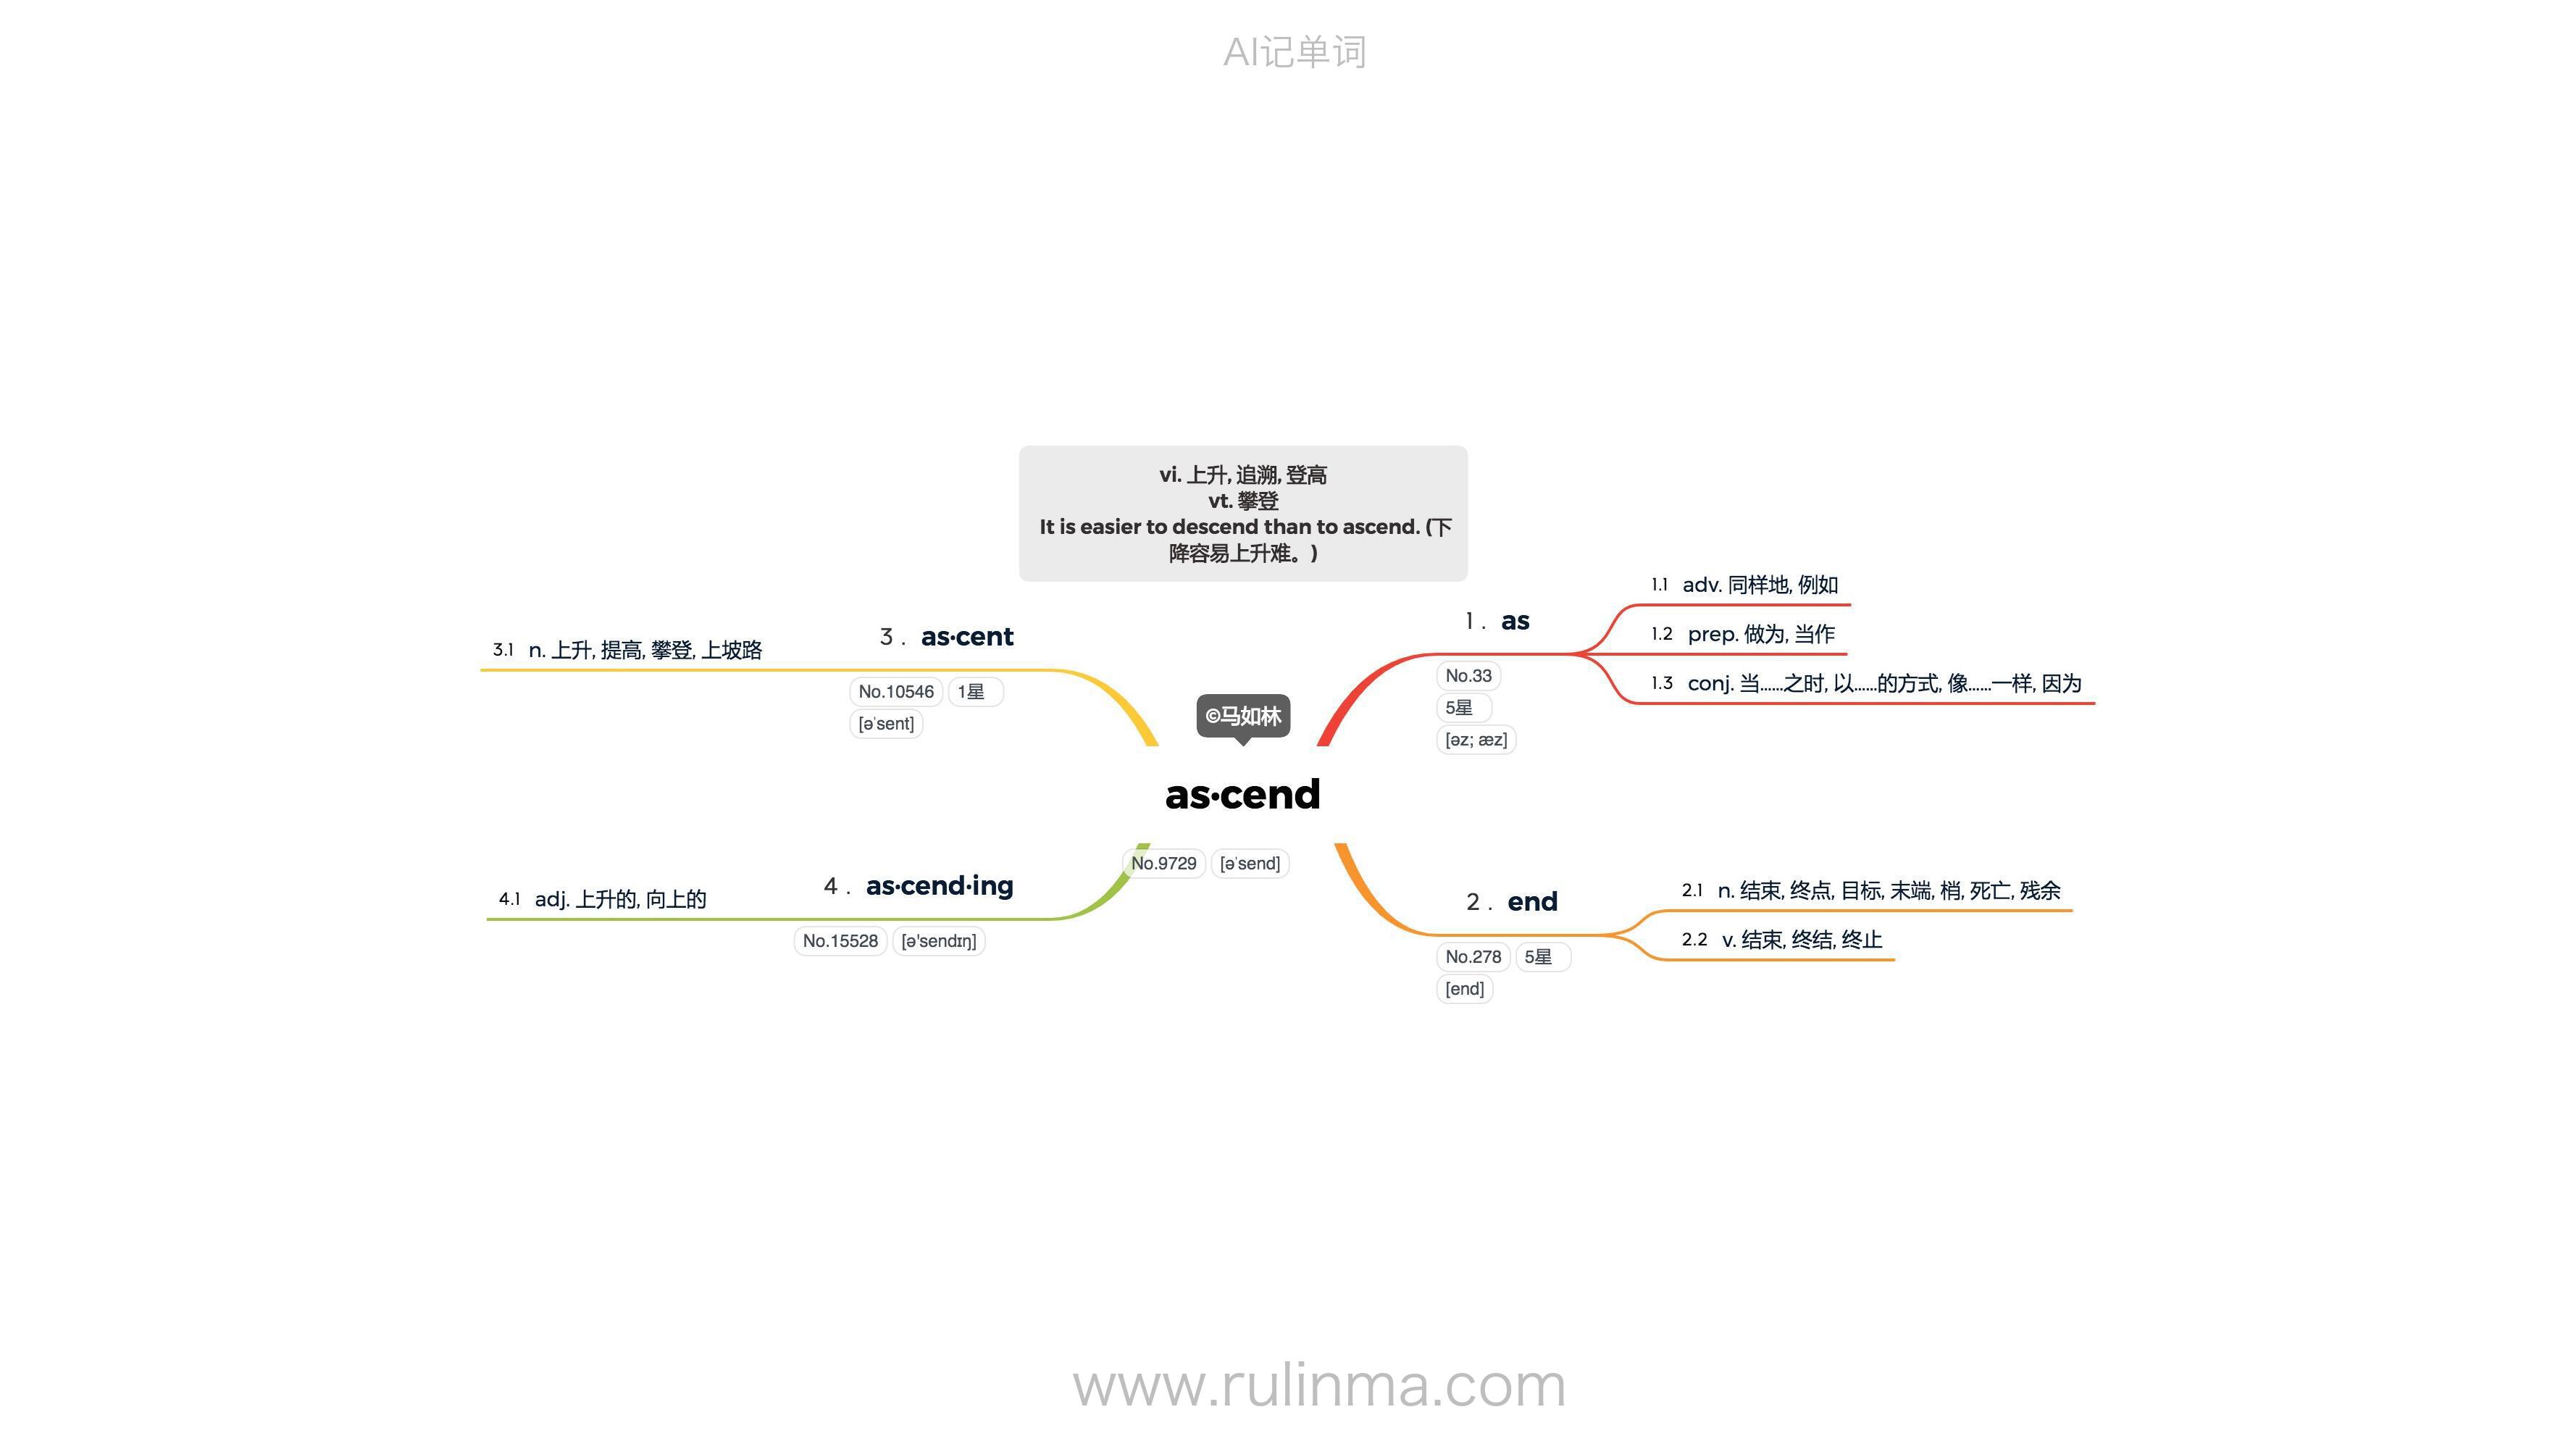 AI记单词
vi. 上升, 追溯, 登高
vt. 攀登
It is easier to descend than to ascend. (下
降容易上升难。)
©马如林
as·cend
No.9729 [əˈsend]
1 . as
No.33
5星
[əz; æz]
1.1 adv. 同样地, 例如
1.2 prep. 做为, 当作
1.3 conj. 当……之时, 以……的方式, 像……一样, 因为
2 . end
No.278 5星
[end]
2.1 n. 结束, 终点, 目标, 末端, 梢, 死亡, 残余
2.2 v. 结束, 终结, 终止
3 . as·cent
No.10546 1星
[əˈsent]
3.1 n. 上升, 提高, 攀登, 上坡路
4 . as·cend·ing
No.15528 [ə'sendɪŋ]
4.1 adj. 上升的, 向上的
www.rulinma.com